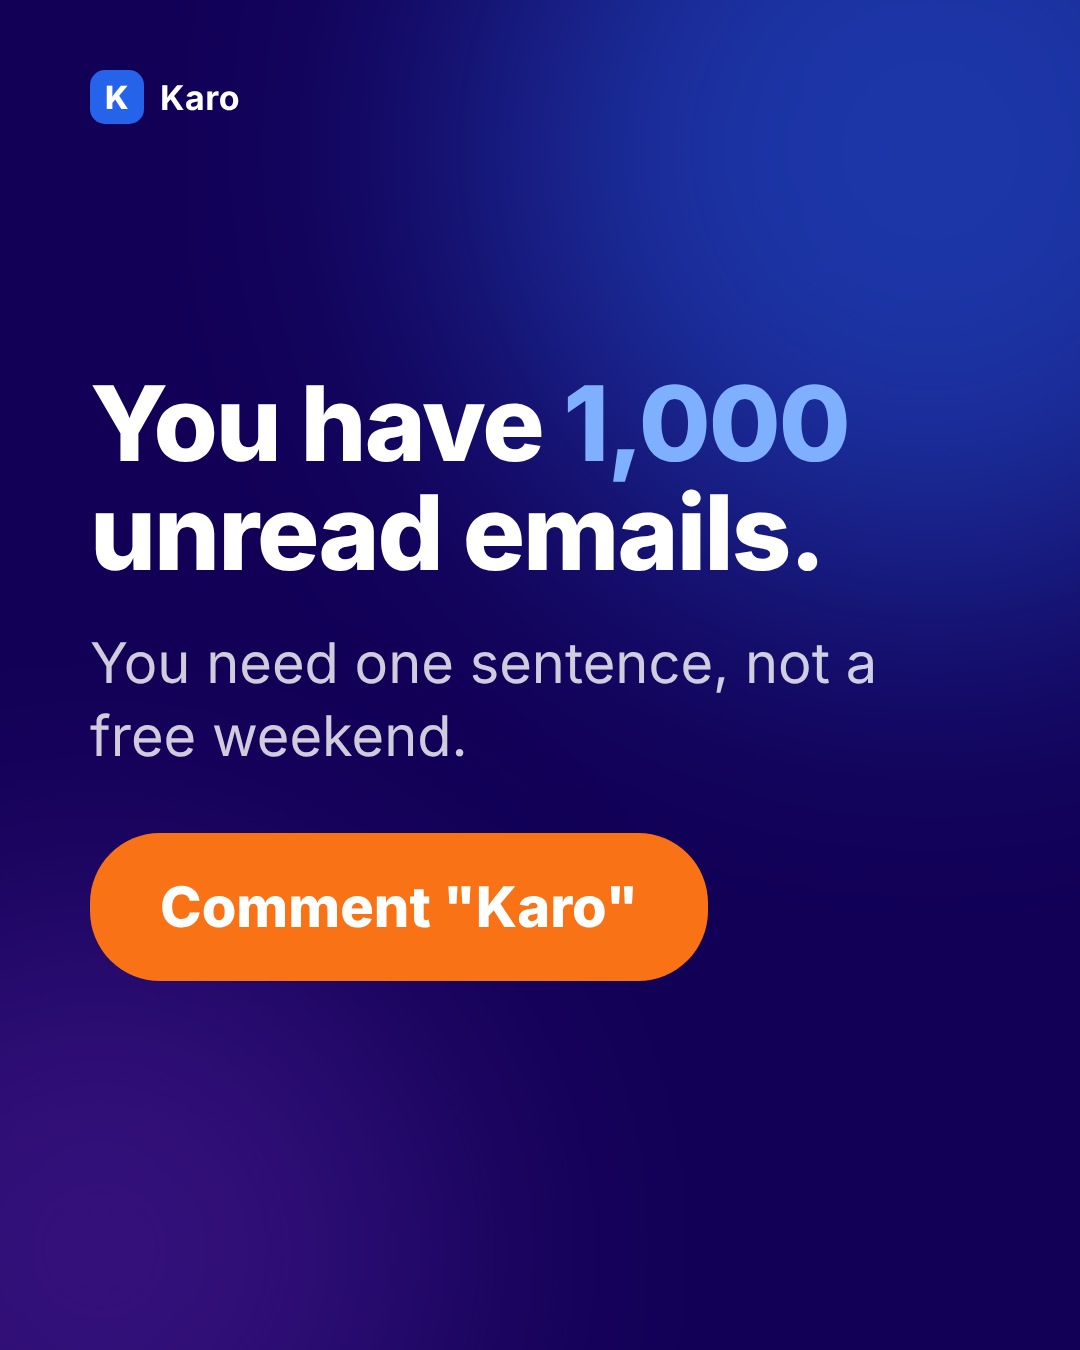 K Karo
You have 1,000
unread emails.
You need one sentence, not a
free weekend.
Comment "Karo"